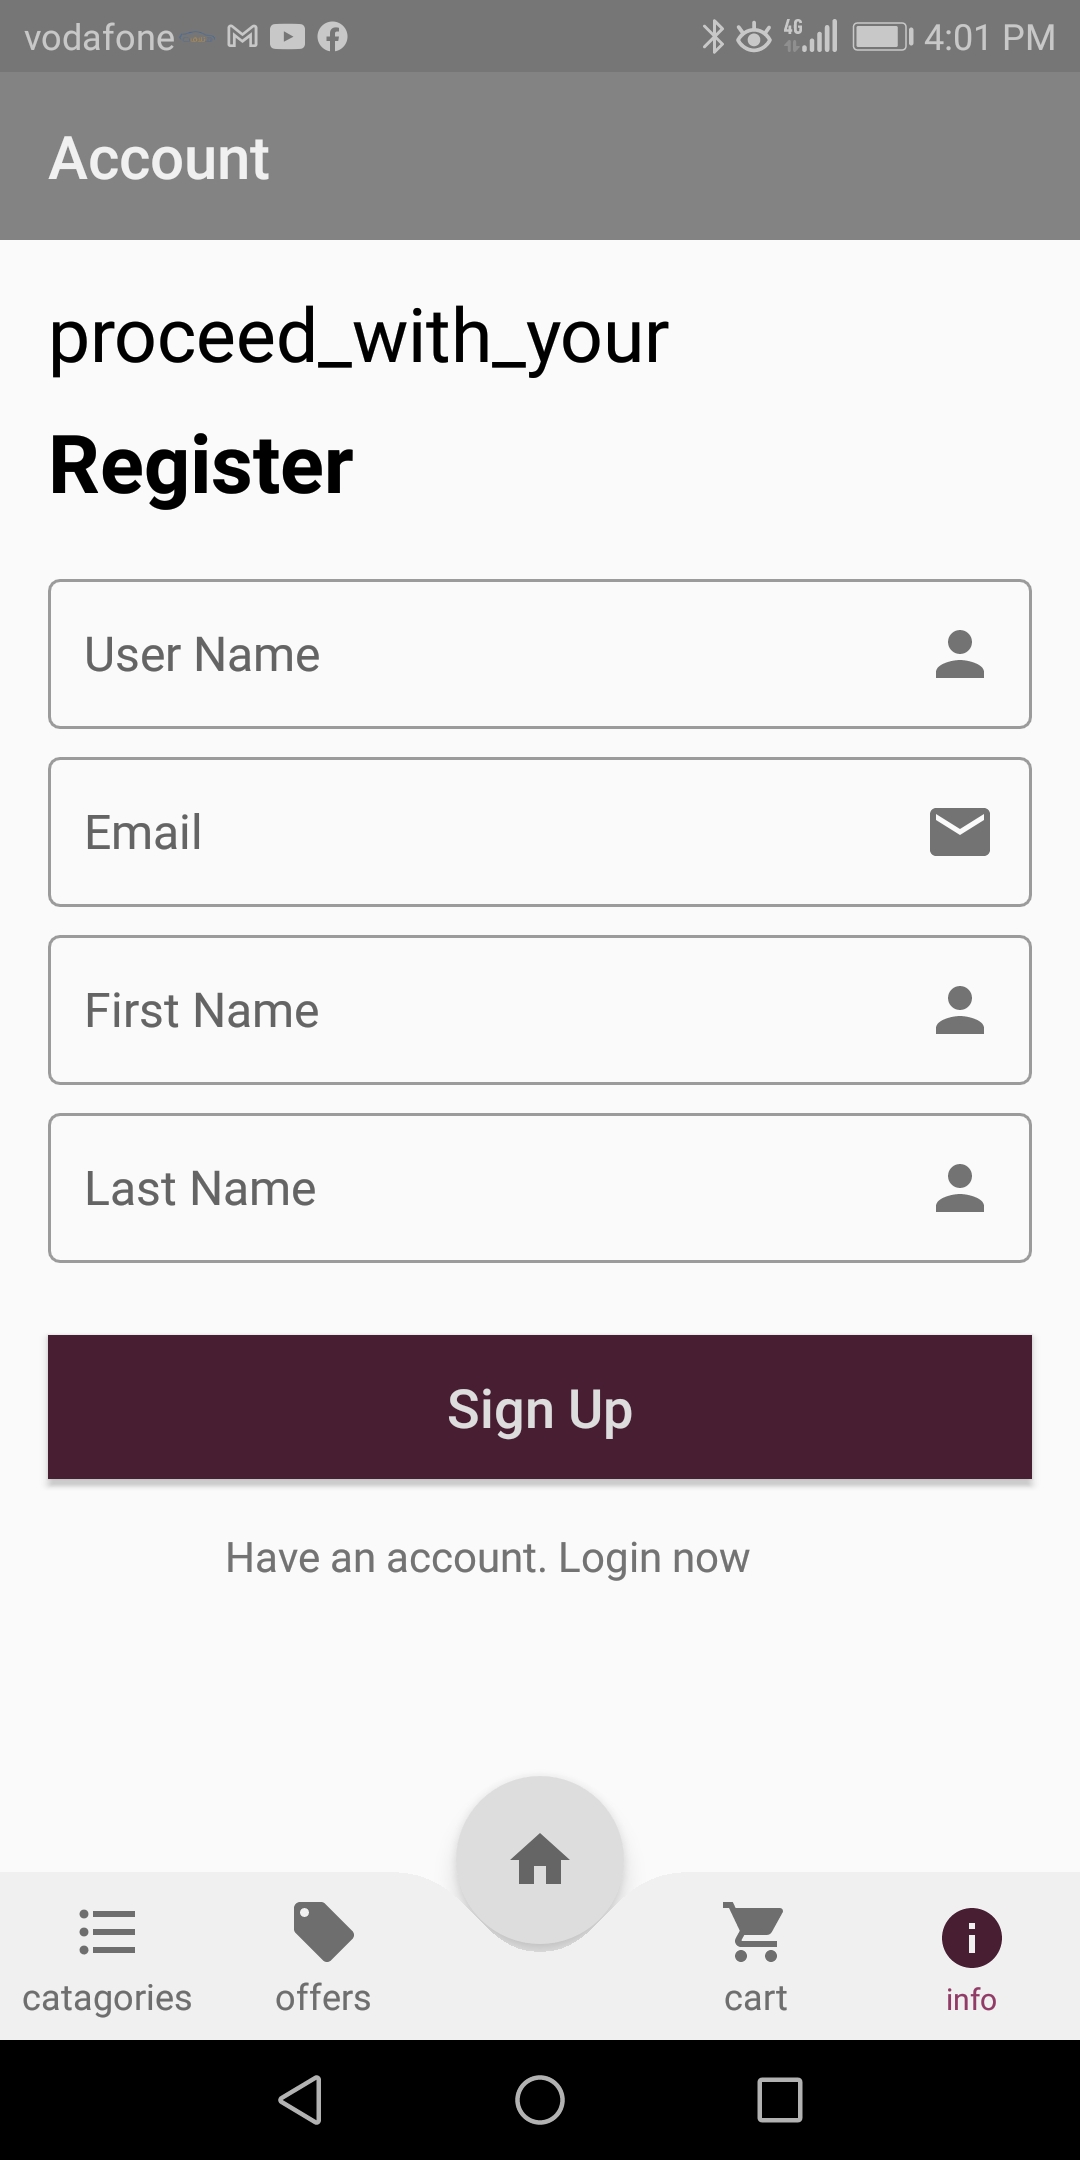 vodafone 4G 4:01 PM
Account
proceed_with_your
Register
User Name
Email
First Name
Last Name
Sign Up
Have an account. Login now
catagories offers cart info